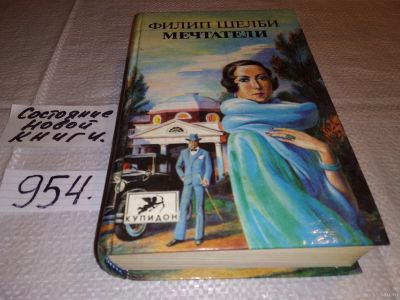 ФИЛИП ШЕЛБИ
МЕЧТАТЕЛИ
Состояние
новой
книги.
954.
КУПИДОН